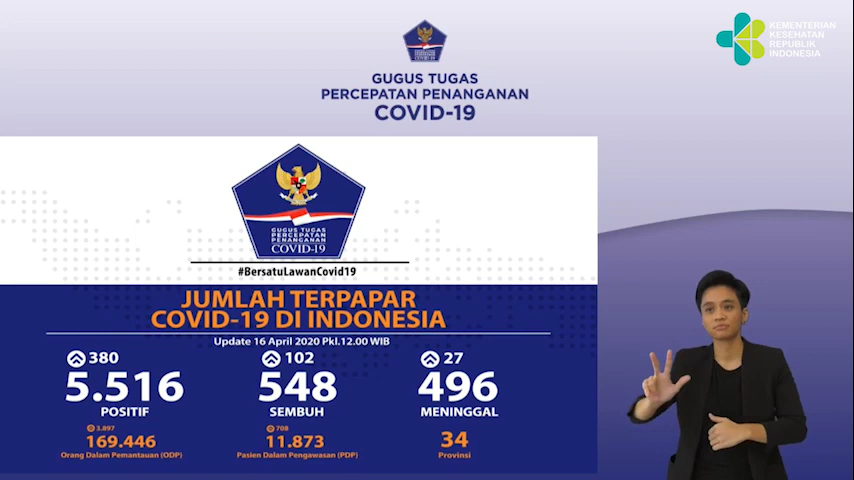 GUGUS TUGAS
PERCEPATAN PENANGANAN
COVID-19
KEMENTERIAN
KESEHATAN
REPUBLIK
INDONESIA
GUGUS TUGAS
PERCEPATAN
PENANGANAN
COVID-19
#BersatuLawanCovid19
JUMLAH TERPAPAR
COVID-19 DI INDONESIA
Update 16 April 2020 Pkl.12.00 WIB
380
5.516
POSITIF
3.897
169.446
Orang Dalam Pemantauan (ODP)
102
548
SEMBUH
708
11.873
Pasien Dalam Pengawasan (PDP)
27
496
MENINGGAL
34
Provinsi